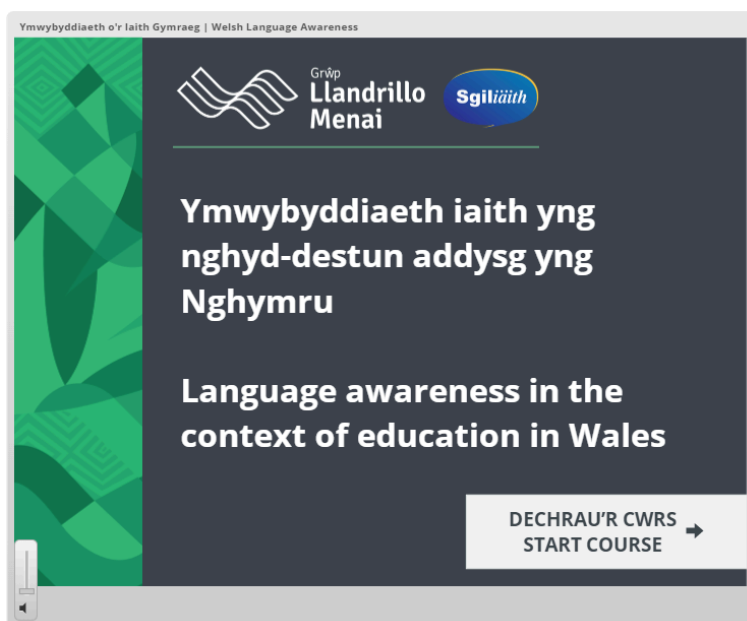 Ymwybyddiaeth o'r Iaith Gymraeg | Welsh Language Awareness
Grŵp
Llandrillo
Menai
Sgiliaith
Ymwybyddiaeth iaith yng
nghyd-destun addysg yng
Nghymru
Language awareness in the
context of education in Wales
DECHRAU'R CWRS
START COURSE